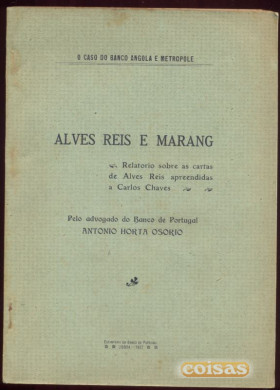 O CASO DO BANCO ANGOLA E METROPOLE
ALVES REIS E MARANG
Relatorio sobre as cartas
de Alves Reis apreendidas
a Carlos Chaves
Pelo advogado do Banco de Portugal
ANTONIO HORTA OSORIO
coisas